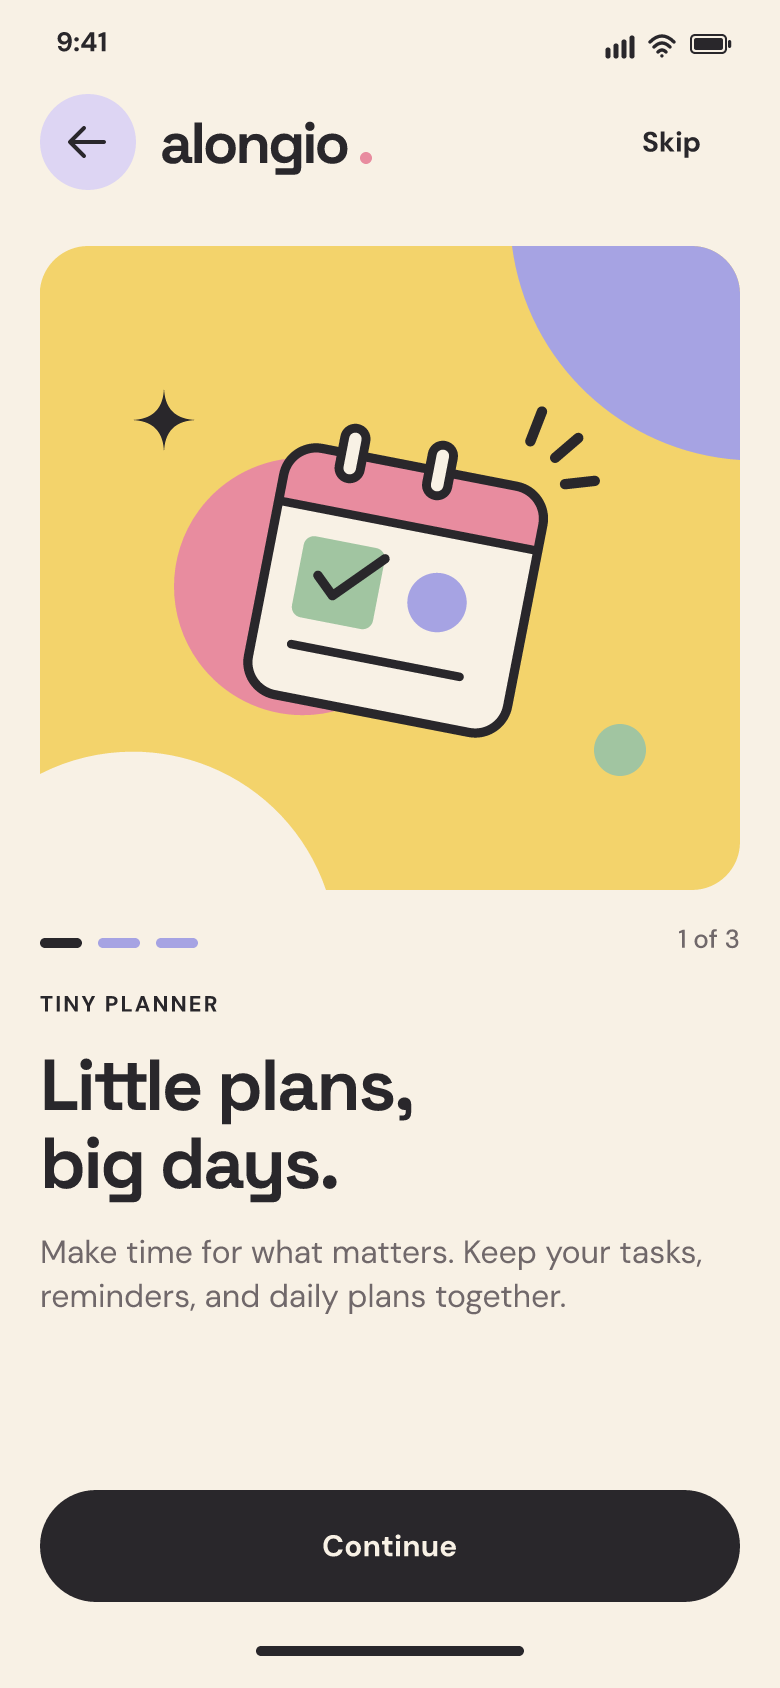 9:41
alongio.
Skip
1 of 3
TINY PLANNER
Little plans,
big days.
Make time for what matters. Keep your tasks,
reminders, and daily plans together.
Continue